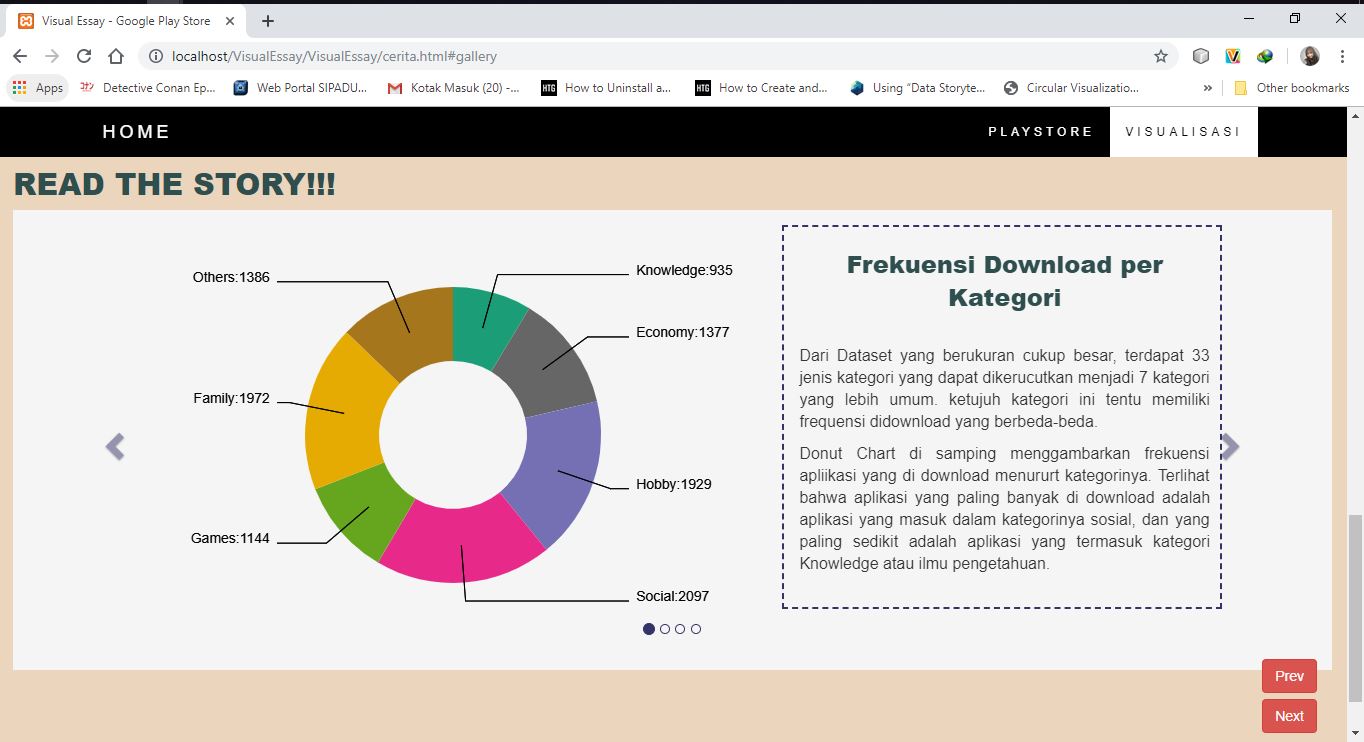 Visual Essay - Google Play Store
localhost/VisualEssay/VisualEssay/cerita.html#gallery
Apps
Detective Conan Ep...
Web Portal SIPADU...
Kotak Masuk (20) -...
HTG
How to Uninstall a...
HTG
How to Create and...
Using "Data Storyte...
Circular Visualizatio...
Other bookmarks
HOME
PLAYSTORE
VISUALISASI
READ THE STORY!!!
Others:1386
Knowledge:935
Economy:1377
Family:1972
Hobby:1929
Games:1144
Social:2097
Frekuensi Download per
Kategori
Dari Dataset yang berukuran cukup besar, terdapat 33
jenis kategori yang dapat dikerucutkan menjadi 7 kategori
yang lebih umum. ketujuh kategori ini tentu memiliki
frequensi didownload yang berbeda-beda.
Donut Chart di samping menggambarkan frekuensi
apliikasi yang di download menururt kategorinya. Terlihat
bahwa aplikasi yang paling banyak di download adalah
aplikasi yang masuk dalam kategorinya sosial, dan yang
paling sedikit adalah aplikasi yang termasuk kategori
Knowledge atau ilmu pengetahuan.
Prev
Next